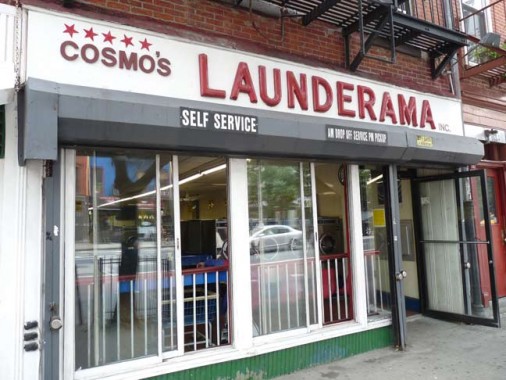 COSMO'S
LAUNDERAMA INC.
SELF SERVICE
AM DROP OFF SERVICE PM PICKUP